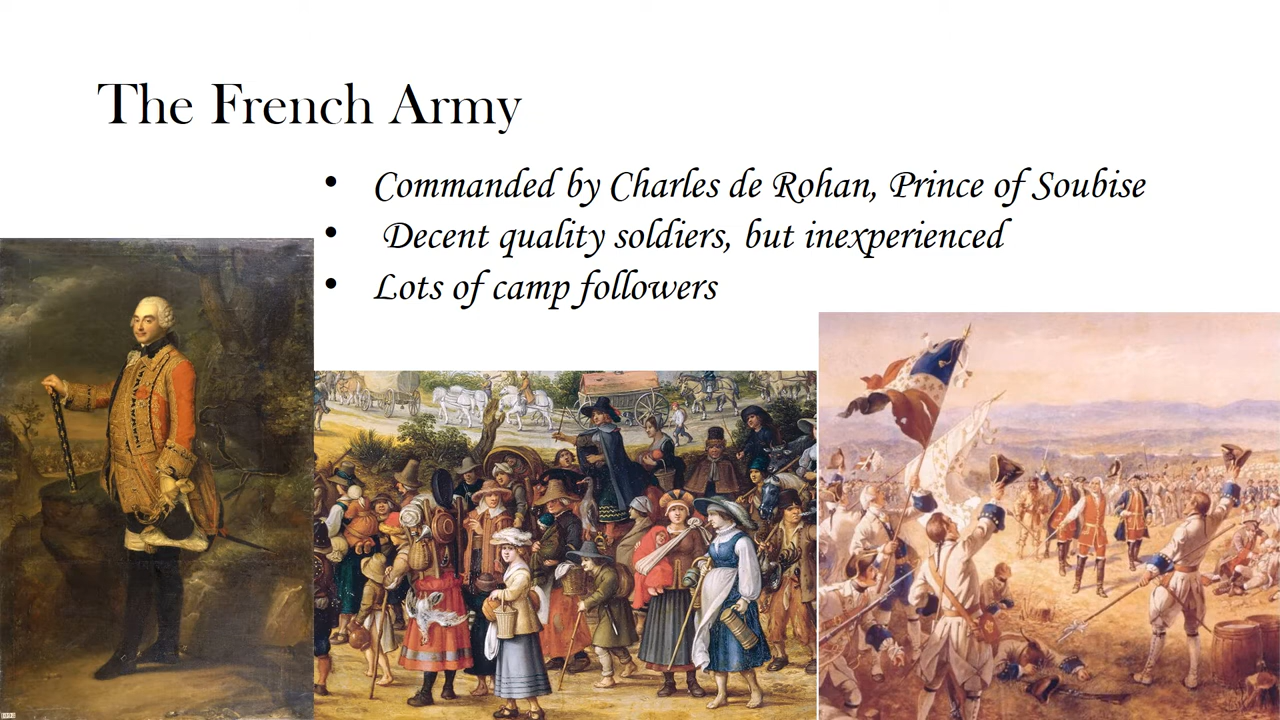 The French Army
• Commanded by Charles de Rohan, Prince of Soubise
• Decent quality soldiers, but inexperienced
• Lots of camp followers